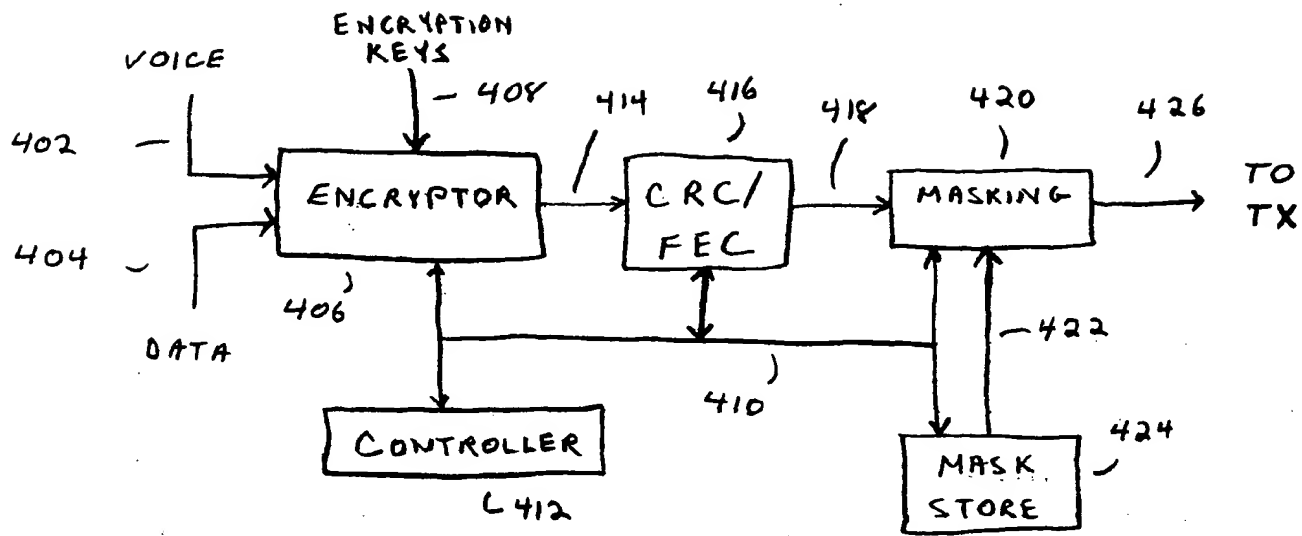 ENCRYPTION
KEYS
VOICE
408
414
416
418
420
426
402
ENCRYPTOR
CRC/
FEC
MASKING
TO
TX
404
406
422
DATA
410
CONTROLLER
424
MASK
STORE
412